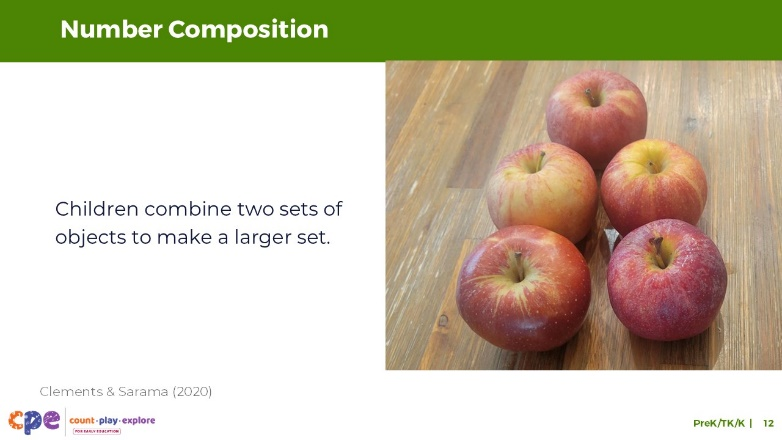 Number Composition
Children combine two sets of
objects to make a larger set.
Clements & Sarama (2020)
cpe
count·play·explore
FOR EARLY EDUCATION
PreK/TK/K | 12